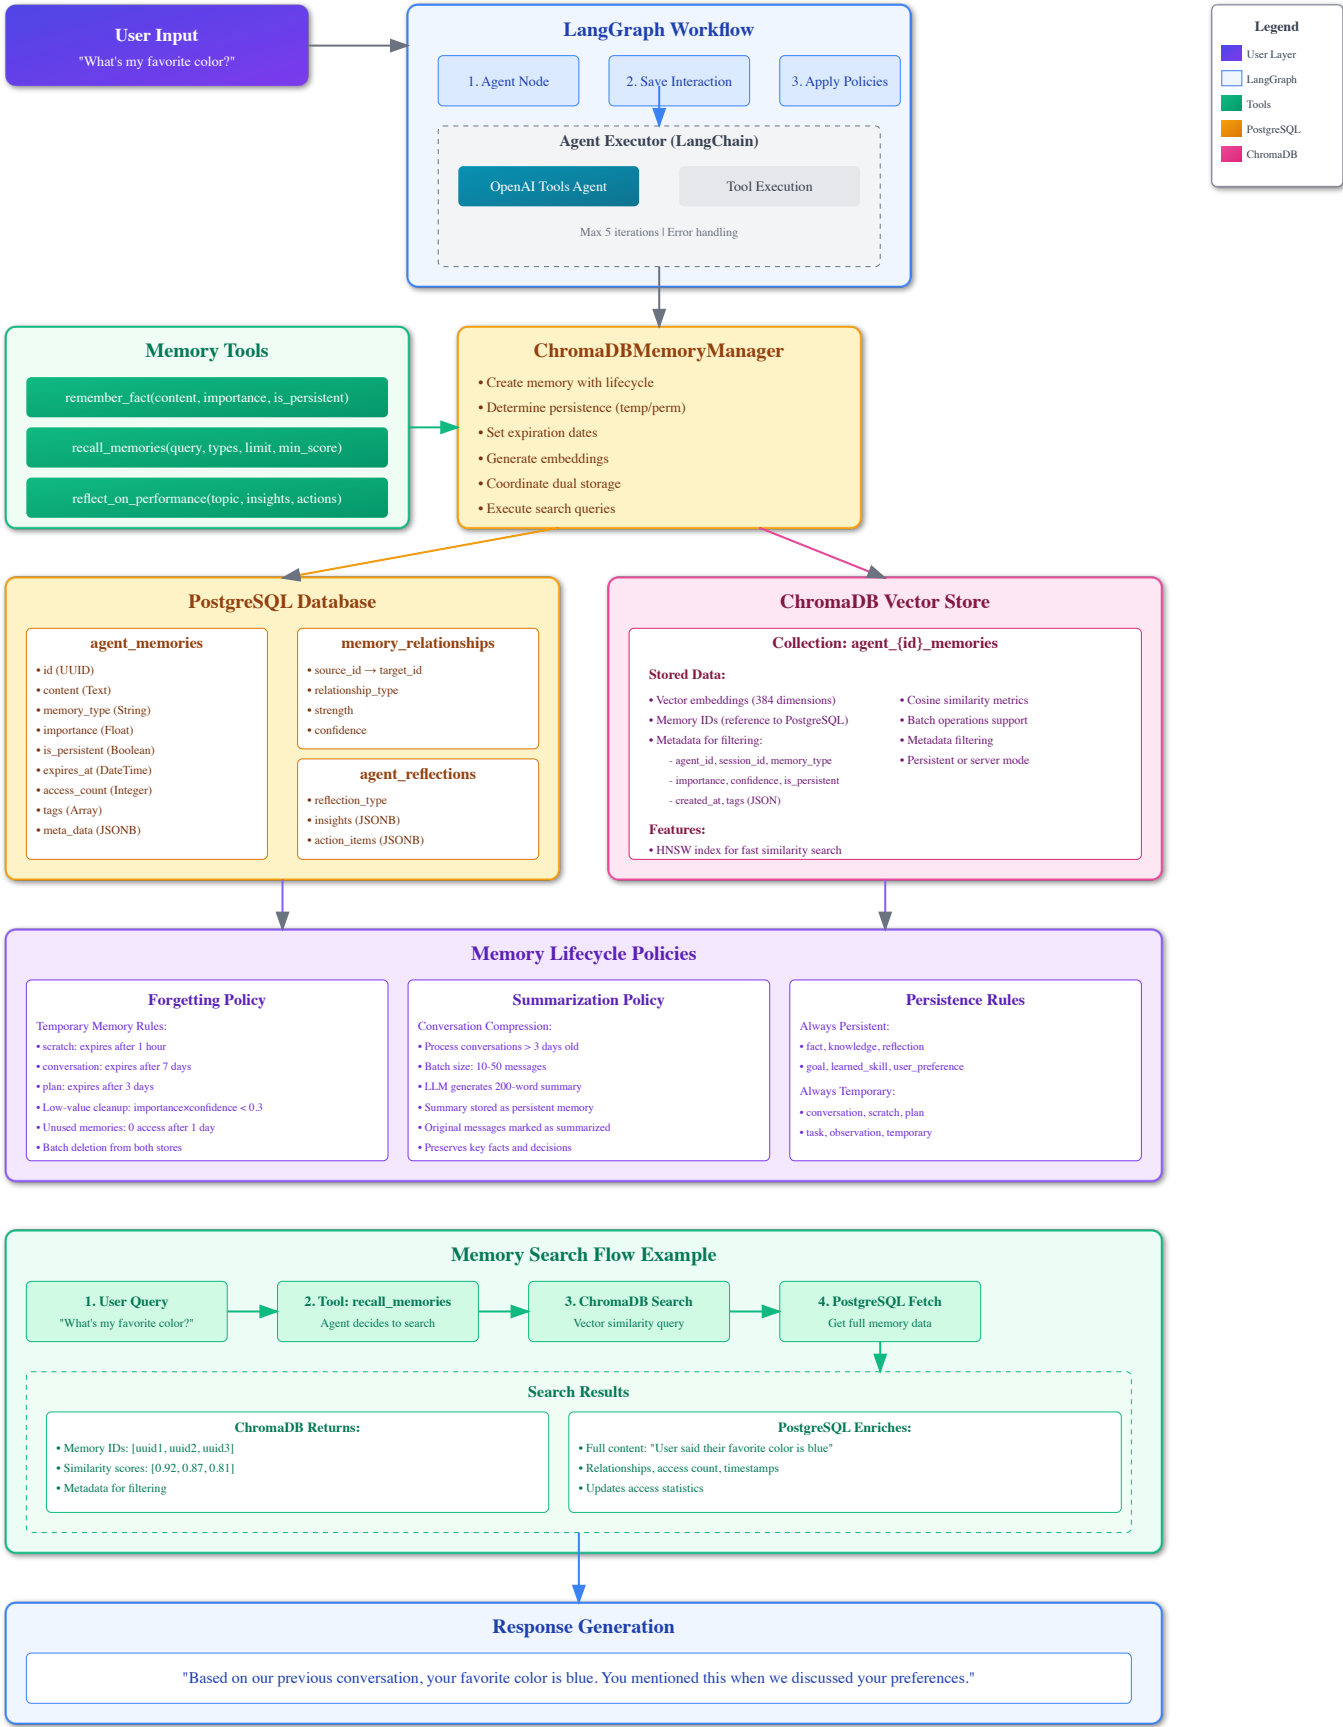 User Input
"What's my favorite color?"
LangGraph Workflow
1. Agent Node
2. Save Interaction
3. Apply Policies
Agent Executor (LangChain)
OpenAI Tools Agent
Tool Execution
Max 5 iterations | Error handling
Legend
User Layer
LangGraph
Tools
PostgreSQL
ChromaDB
Memory Tools
remember_fact(content, importance, is_persistent)
recall_memories(query, types, limit, min_score)
reflect_on_performance(topic, insights, actions)
ChromaDBMemoryManager
• Create memory with lifecycle
• Determine persistence (temp/perm)
• Set expiration dates
• Generate embeddings
• Coordinate dual storage
• Execute search queries
PostgreSQL Database
agent_memories
• id (UUID)
• content (Text)
• memory_type (String)
• importance (Float)
• is_persistent (Boolean)
• expires_at (DateTime)
• access_count (Integer)
• tags (Array)
• meta_data (JSONB)
memory_relationships
• source_id → target_id
• relationship_type
• strength
• confidence
agent_reflections
• reflection_type
• insights (JSONB)
• action_items (JSONB)
ChromaDB Vector Store
Collection: agent_{id}_memories
Stored Data:
• Vector embeddings (384 dimensions)
• Memory IDs (reference to PostgreSQL)
• Metadata for filtering:
- agent_id, session_id, memory_type
- importance, confidence, is_persistent
- created_at, tags (JSON)
Features:
• HNSW index for fast similarity search
• Cosine similarity metrics
• Batch operations support
• Metadata filtering
• Persistent or server mode
Memory Lifecycle Policies
Forgetting Policy
Temporary Memory Rules:
• scratch: expires after 1 hour
• conversation: expires after 7 days
• plan: expires after 3 days
• Low-value cleanup: importance×confidence < 0.3
• Unused memories: 0 access after 1 day
• Batch deletion from both stores
Summarization Policy
Conversation Compression:
• Process conversations > 3 days old
• Batch size: 10-50 messages
• LLM generates 200-word summary
• Summary stored as persistent memory
• Original messages marked as summarized
• Preserves key facts and decisions
Persistence Rules
Always Persistent:
• fact, knowledge, reflection
• goal, learned_skill, user_preference
Always Temporary:
• conversation, scratch, plan
• task, observation, temporary
Memory Search Flow Example
1. User Query
"What's my favorite color?"
2. Tool: recall_memories
Agent decides to search
3. ChromaDB Search
Vector similarity query
4. PostgreSQL Fetch
Get full memory data
Search Results
ChromaDB Returns:
• Memory IDs: [uuid1, uuid2, uuid3]
• Similarity scores: [0.92, 0.87, 0.81]
• Metadata for filtering
PostgreSQL Enriches:
• Full content: "User said their favorite color is blue"
• Relationships, access count, timestamps
• Updates access statistics
Response Generation
"Based on our previous conversation, your favorite color is blue. You mentioned this when we discussed your preferences."